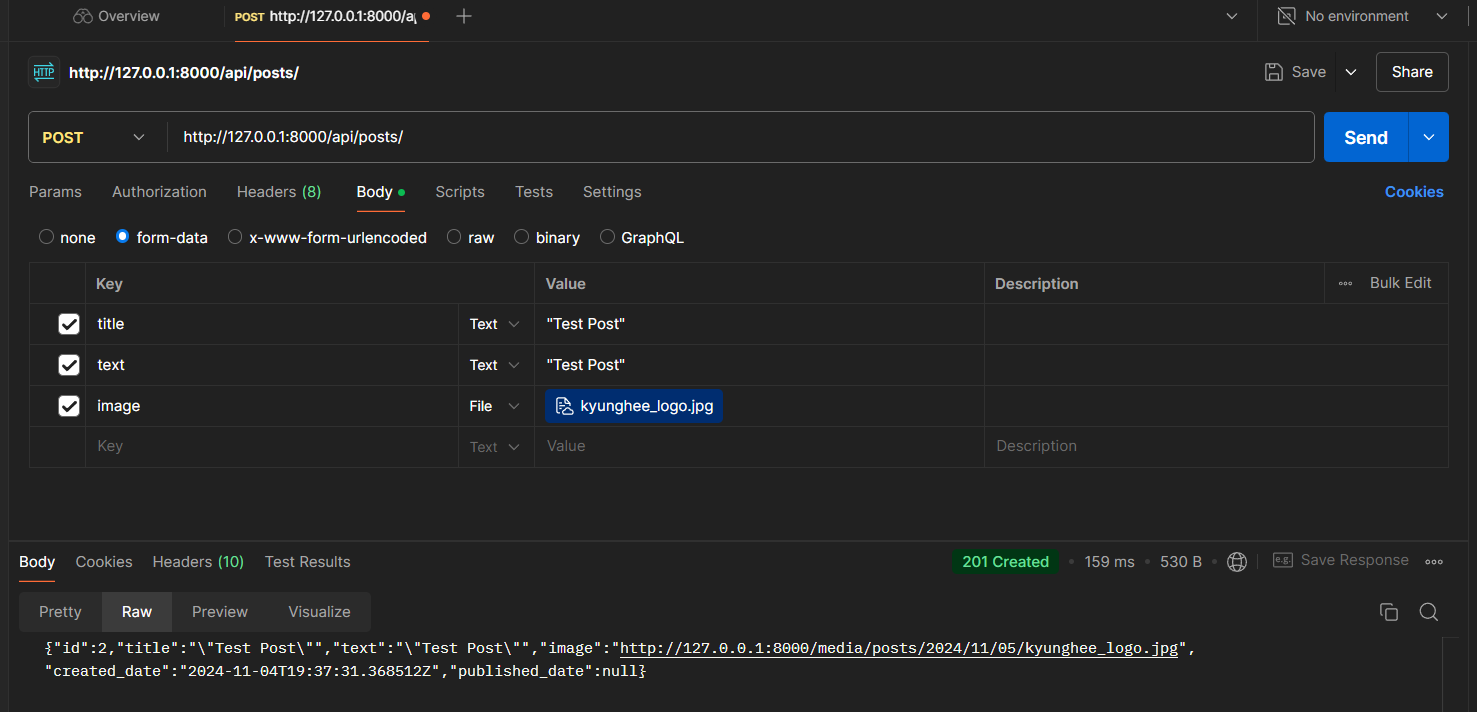 Overview POST http://127.0.0.1:8000/a No environment
HTTP http://127.0.0.1:8000/api/posts/ Save Share
POST http://127.0.0.1:8000/api/posts/ Send
Params Authorization Headers (8) Body Scripts Tests Settings Cookies
none form-data x-www-form-urlencoded raw binary GraphQL
Key Value Description Bulk Edit
title Text "Test Post"
text Text "Test Post"
image File kyunghee_logo.jpg
Key Text Value Description
Body Cookies Headers (10) Test Results 201 Created 159 ms 530 B e.g. Save Response
Pretty Raw Preview Visualize
{"id":2,"title":"\"Test Post\"","text":"\"Test Post\"","image":"http://127.0.0.1:8000/media/posts/2024/11/05/kyunghee_logo.jpg",
"created_date":"2024-11-04T19:37:31.368512Z","published_date":null}